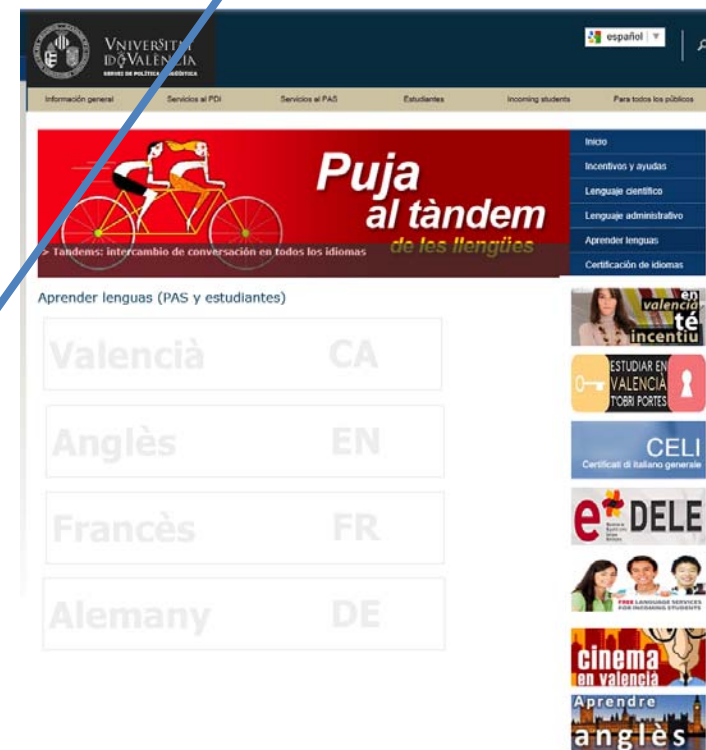 VNIVERSITAT
ID VALÈNCIA
SERVEI DE POLÍTICA LINGÜÍSTICA
español
Información general
Servicios al PDI
Servicios al PAS
Estudiantes
Incoming students
Para todos los públicos
Puja
al tàndem
de les llengües
> Tandems: intercambio de conversación en todos los idiomas
Inicio
Incentivos y ayudas
Lenguaje científico
Lenguaje administrativo
Aprender lenguas
Certificación de idiomas
Aprender lenguas (PAS y estudiantes)
Valencià CA
Anglès EN
Francès FR
Alemany DE
en
valencià
té
incentiu
ESTUDIAR EN
VALENCIÀ
T'OBRI PORTES
CELI
Certificati di italiano generale
e DELE
FREE LANGUAGE SERVICES
FOR INCOMING STUDENTS
cinema
en valencià
Aprendre
anglès